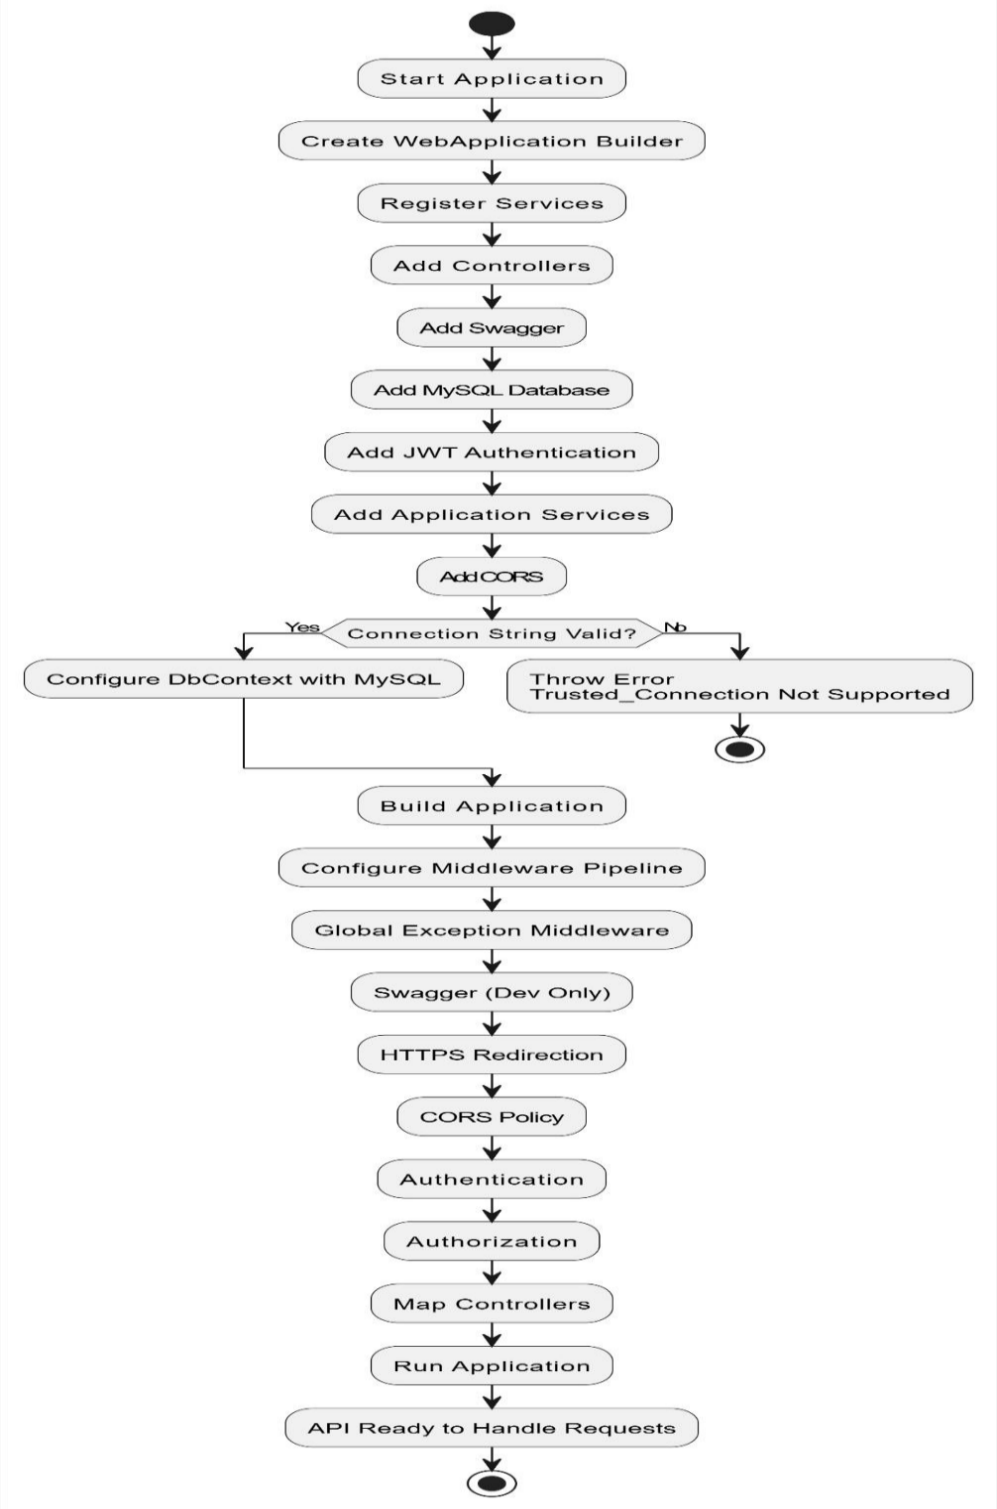 Start Application
Create WebApplication Builder
Register Services
Add Controllers
Add Swagger
Add MySQL Database
Add JWT Authentication
Add Application Services
Add CORS
Yes
Connection String Valid?
No
Configure DbContext with MySQL
Throw Error
Trusted_Connection Not Supported
Build Application
Configure Middleware Pipeline
Global Exception Middleware
Swagger (Dev Only)
HTTPS Redirection
CORS Policy
Authentication
Authorization
Map Controllers
Run Application
API Ready to Handle Requests